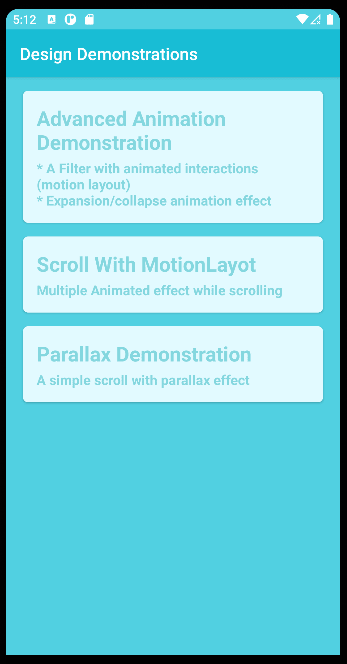 5:12
Design Demonstrations
Advanced Animation
Demonstration
* A Filter with animated interactions
(motion layout)
* Expansion/collapse animation effect
Scroll With MotionLayot
Multiple Animated effect while scrolling
Parallax Demonstration
A simple scroll with parallax effect